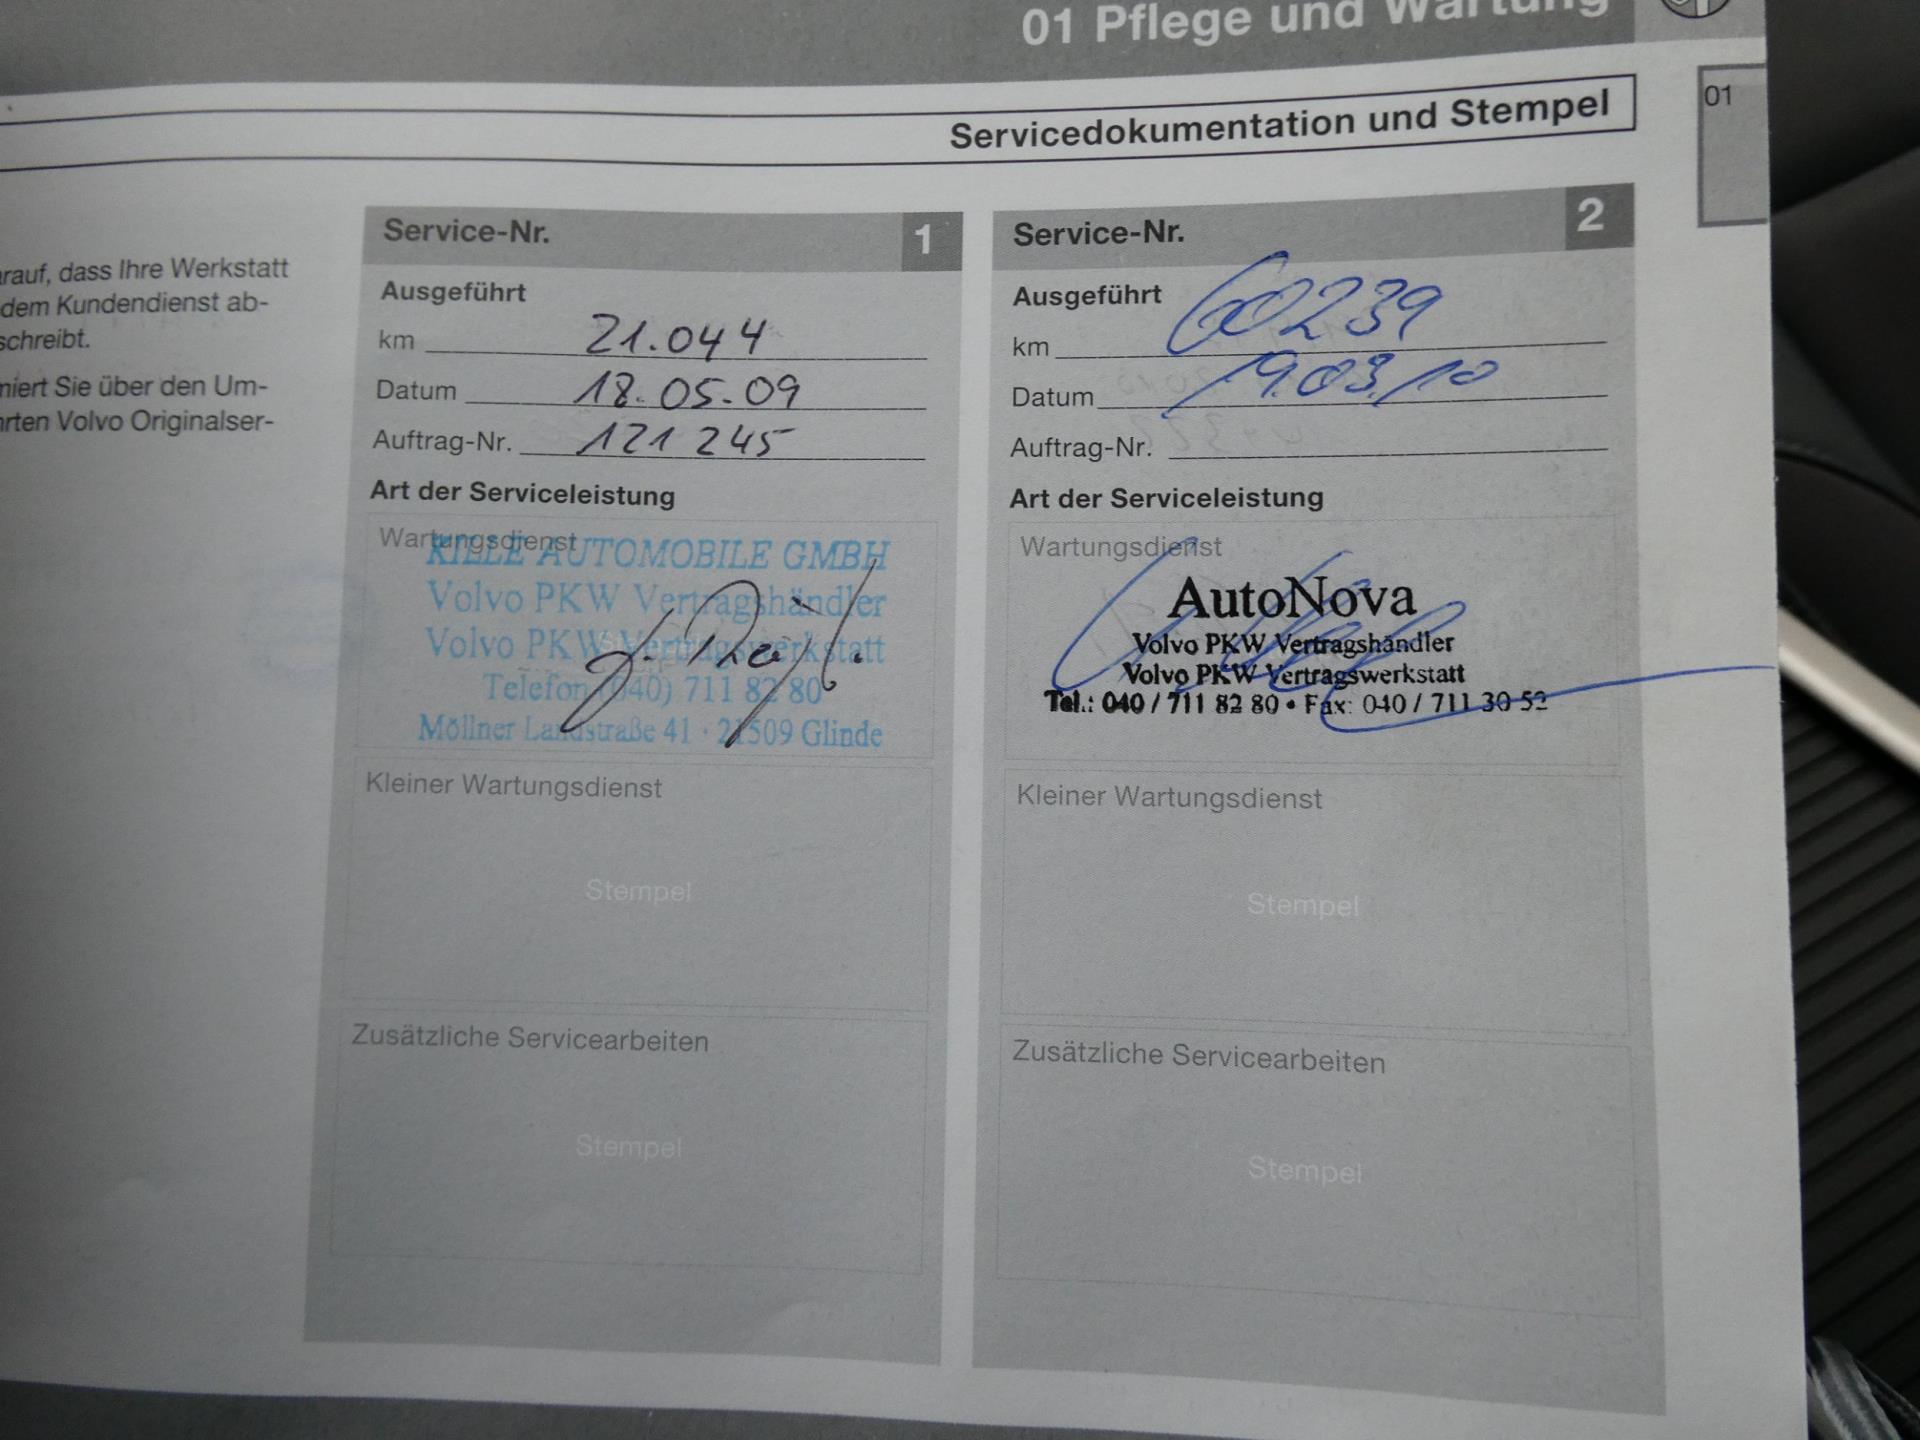 01 Pflege und Wartung
Servicedokumentation und Stempel
01
rauf, dass Ihre Werkstatt
dem Kundendienst ab-
schreibt.
miert Sie über den Um-
hrten Volvo Originalser-
Service-Nr. 1
Ausgeführt
km 21.044
Datum 18.05.09
Auftrag-Nr. 121 245
Art der Serviceleistung
Wartungsdienst
AUTOMOBILE GMBH
Volvo PKW Vertragshändler
Volvo PKW Vertragswerkstatt
Telefon (040) 711 82 80
Möllner Landstraße 41 · 21509 Glinde
Kleiner Wartungsdienst
Stempel
Zusätzliche Servicearbeiten
Stempel
Service-Nr. 2
Ausgeführt
km 60239
Datum 19.03.10
Auftrag-Nr.
Art der Serviceleistung
Wartungsdienst
AutoNova
Volvo PKW Vertragshändler
Volvo PKW Vertragswerkstatt
Tel.: 040 / 711 82 80 • Fax: 040 / 711 30 52
Kleiner Wartungsdienst
Stempel
Zusätzliche Servicearbeiten
Stempel